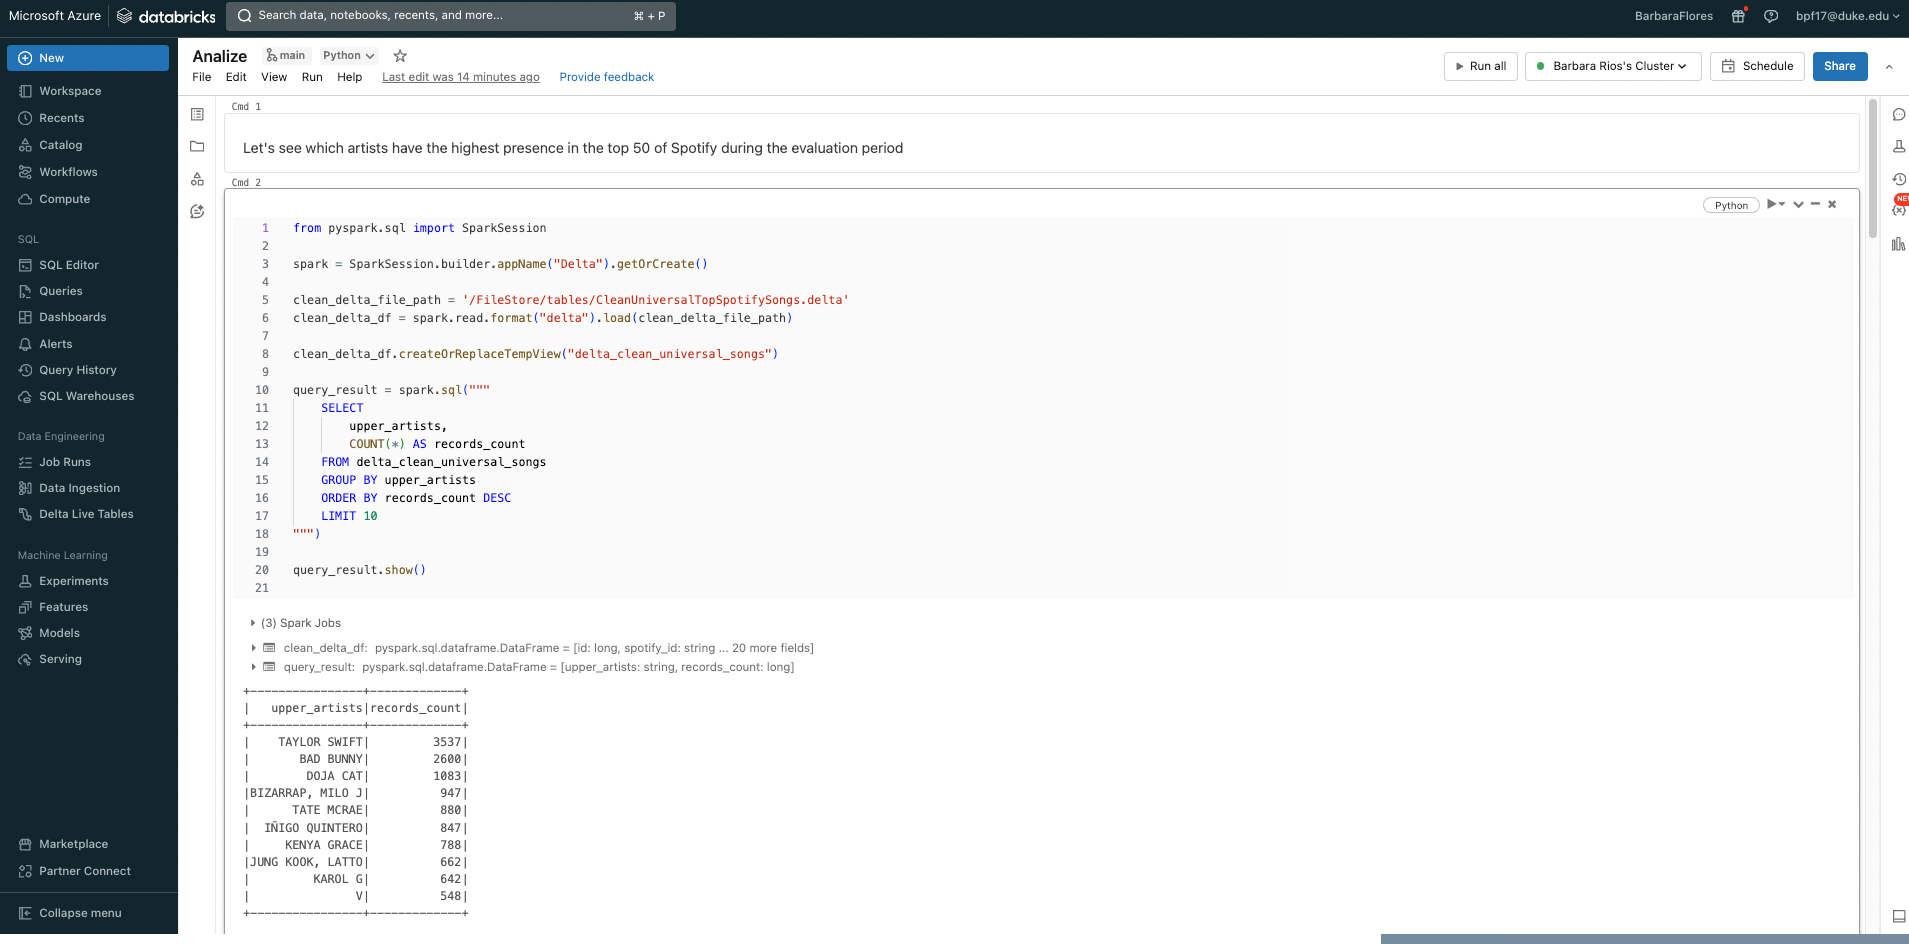 Microsoft Azure databricks Search data, notebooks, recents, and more... ⌘ + P BarbaraFlores bpf17@duke.edu
New
Workspace
Recents
Catalog
Workflows
Compute
SQL
SQL Editor
Queries
Dashboards
Alerts
Query History
SQL Warehouses
Data Engineering
Job Runs
Data Ingestion
Delta Live Tables
Machine Learning
Experiments
Features
Models
Serving
Marketplace
Partner Connect
Collapse menu
Analize main Python
File Edit View Run Help Last edit was 14 minutes ago Provide feedback
Run all Barbara Rios's Cluster Schedule Share
Cmd 1
Let's see which artists have the highest presence in the top 50 of Spotify during the evaluation period
Cmd 2
Python
1 from pyspark.sql import SparkSession
2
3 spark = SparkSession.builder.appName("Delta").getOrCreate()
4
5 clean_delta_file_path = '/FileStore/tables/CleanUniversalTopSpotifySongs.delta'
6 clean_delta_df = spark.read.format("delta").load(clean_delta_file_path)
7
8 clean_delta_df.createOrReplaceTempView("delta_clean_universal_songs")
9
10 query_result = spark.sql("""
11 SELECT
12 upper_artists,
13 COUNT(*) AS records_count
14 FROM delta_clean_universal_songs
15 GROUP BY upper_artists
16 ORDER BY records_count DESC
17 LIMIT 10
18 """)
19
20 query_result.show()
21
(3) Spark Jobs
clean_delta_df: pyspark.sql.dataframe.DataFrame = [id: long, spotify_id: string ... 20 more fields]
query_result: pyspark.sql.dataframe.DataFrame = [upper_artists: string, records_count: long]
+----------------+-------------+
|   upper_artists|records_count|
+----------------+-------------+
|    TAYLOR SWIFT|         3537|
|       BAD BUNNY|         2600|
|        DOJA CAT|         1083|
|BIZARRAP, MILO J|          947|
|      TATE MCRAE|          880|
|  IÑIGO QUINTERO|          847|
|     KENYA GRACE|          788|
|JUNG KOOK, LATTO|          662|
|         KAROL G|          642|
|               V|          548|
+----------------+-------------+